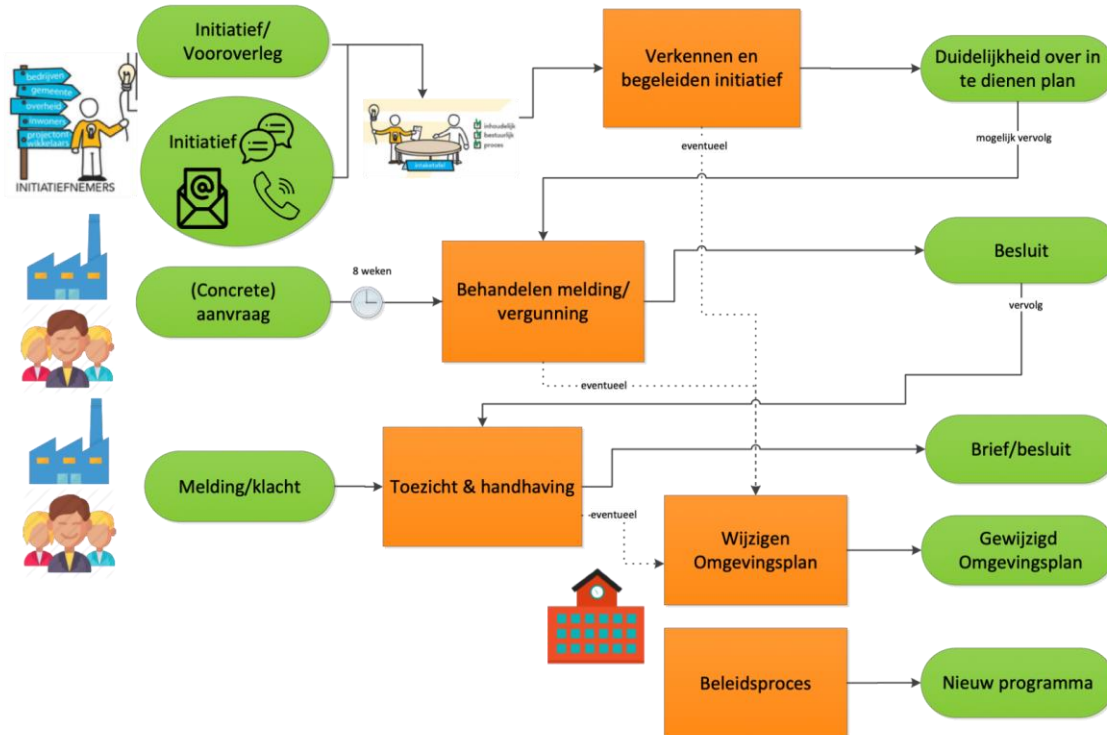 Initiatief/
Vooroverleg
bedrijven
gemeente
overheid
inwoners
projectont-
wikkelaars
INITIATIEFNEMERS
Initiatief
inhoudelijk
bestuurlijk
proces
intaketafel
Verkennen en
begeleiden initiatief
Duidelijkheid over in
te dienen plan
eventueel
mogelijk vervolg
(Concrete)
aanvraag
8 weken
Behandelen melding/
vergunning
Besluit
vervolg
eventueel
Melding/klacht
Toezicht & handhaving
Brief/besluit
eventueel
Wijzigen
Omgevingsplan
Gewijzigd
Omgevingsplan
Beleidsproces
Nieuw programma